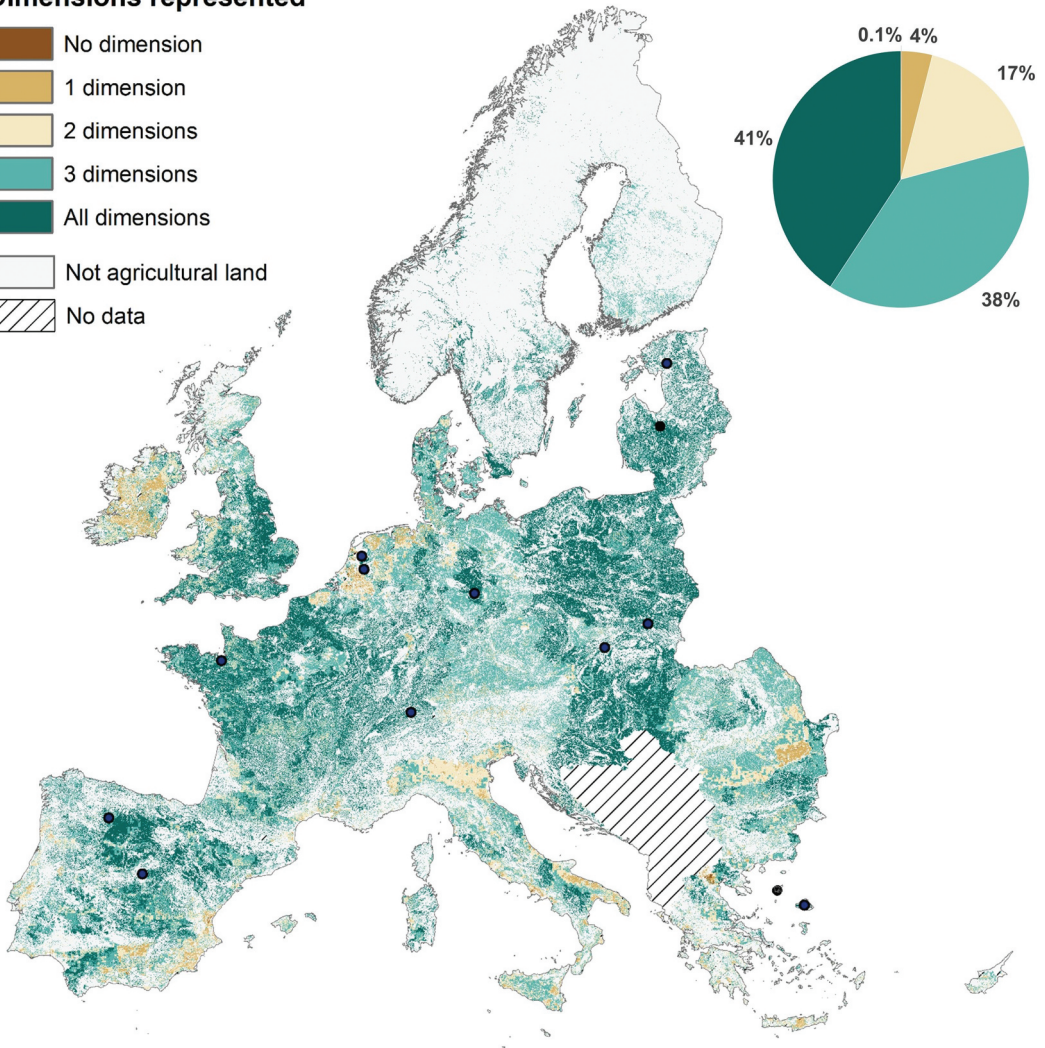 Dimensions represented
No dimension
1 dimension
2 dimensions
3 dimensions
All dimensions
Not agricultural land
No data
0.1% 4%
17%
41%
38%